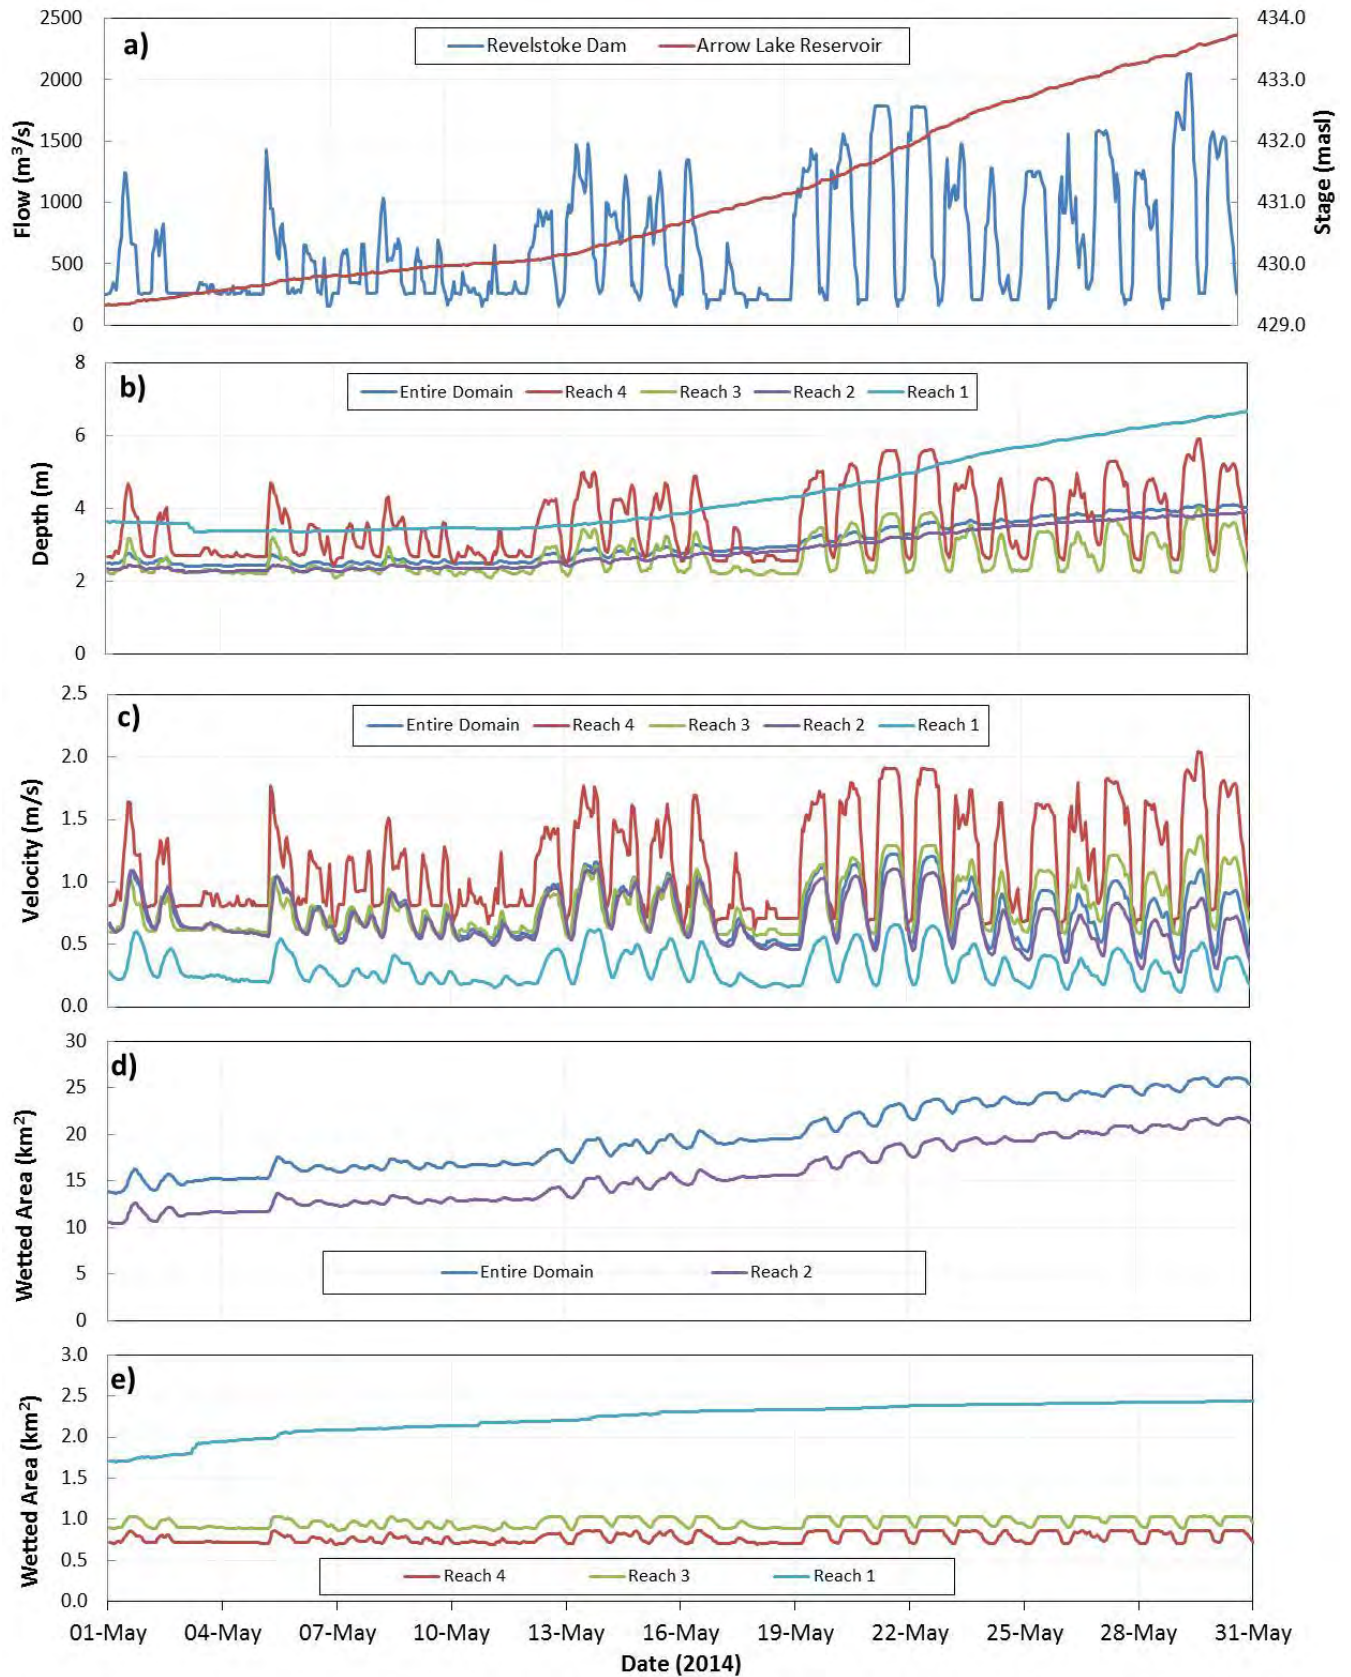 a)
Revelstoke Dam Arrow Lake Reservoir
2500
2000
1500
1000
500
0
Flow (m³/s)
434.0
433.0
432.0
431.0
430.0
429.0
Stage (masl)
b)
Entire Domain Reach 4 Reach 3 Reach 2 Reach 1
8
6
4
2
0
Depth (m)
c)
Entire Domain Reach 4 Reach 3 Reach 2 Reach 1
2.5
2.0
1.5
1.0
0.5
0.0
Velocity (m/s)
d)
30
25
20
15
10
5
0
Wetted Area (km²)
Entire Domain Reach 2
e)
3.0
2.5
2.0
1.5
1.0
0.5
0.0
Wetted Area (km²)
Reach 4 Reach 3 Reach 1
01-May 04-May 07-May 10-May 13-May 16-May 19-May 22-May 25-May 28-May 31-May
Date (2014)